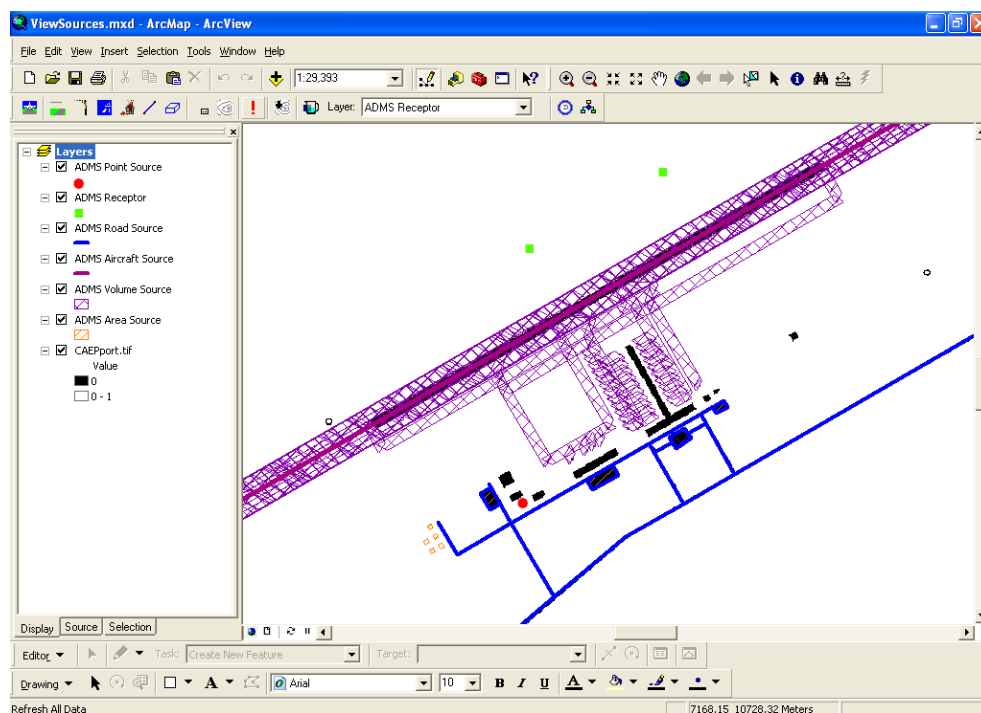 ViewSources.mxd - ArcMap - ArcView
File Edit View Insert Selection Tools Window Help
1:29,393
Layer: ADMS Receptor
Layers
ADMS Point Source
ADMS Receptor
ADMS Road Source
ADMS Aircraft Source
ADMS Volume Source
ADMS Area Source
CAEPport.tif
Value
0
0 - 1
Display Source Selection
Editor Task: Create New Feature Target:
Drawing A Arial 10 B I U A
Refresh All Data 7168.15 10728.32 Meters